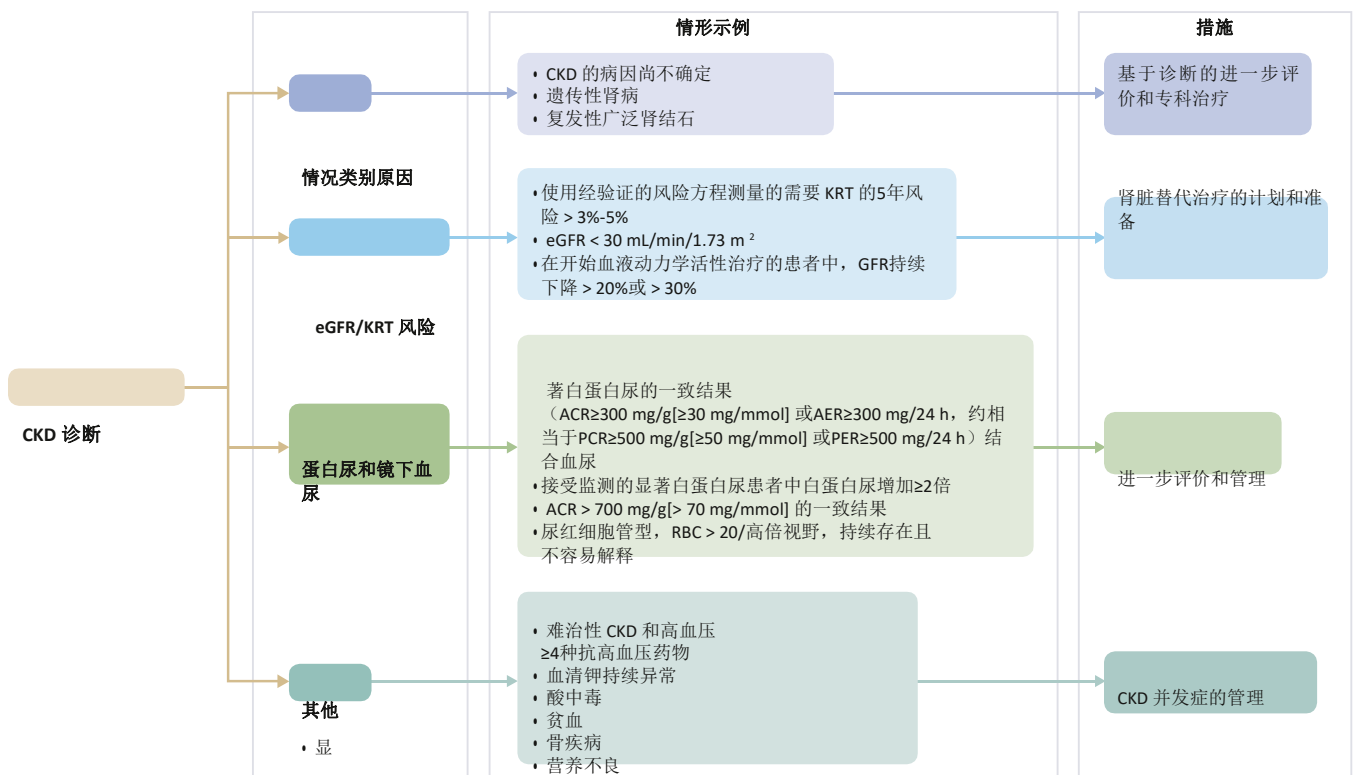 情形示例
措施
• CKD 的病因尚不确定
• 遗传性肾病
• 复发性广泛肾结石
基于诊断的进一步评
价和专科治疗
情况类别原因
•使用经验证的风险方程测量的需要 KRT 的5年风
险 > 3%-5%
• eGFR < 30 mL/min/1.73 m ²
•在开始血液动力学活性治疗的患者中，GFR持续
下降 > 20%或 > 30%
肾脏替代治疗的计划和准
备
eGFR/KRT 风险
CKD 诊断
蛋白尿和镜下血
尿
著白蛋白尿的一致结果
（ACR≥300 mg/g[≥30 mg/mmol] 或AER≥300 mg/24 h，约相
当于PCR≥500 mg/g[≥50 mg/mmol] 或PER≥500 mg/24 h）结
合血尿
•接受监测的显著白蛋白尿患者中白蛋白尿增加≥2倍
• ACR > 700 mg/g[> 70 mg/mmol] 的一致结果
•尿红细胞管型，RBC > 20/高倍视野，持续存在且
不容易解释
进一步评价和管理
其他
• 显
• 难治性 CKD 和高血压
≥4种抗高血压药物
• 血清钾持续异常
• 酸中毒
• 贫血
• 骨疾病
• 营养不良
CKD 并发症的管理